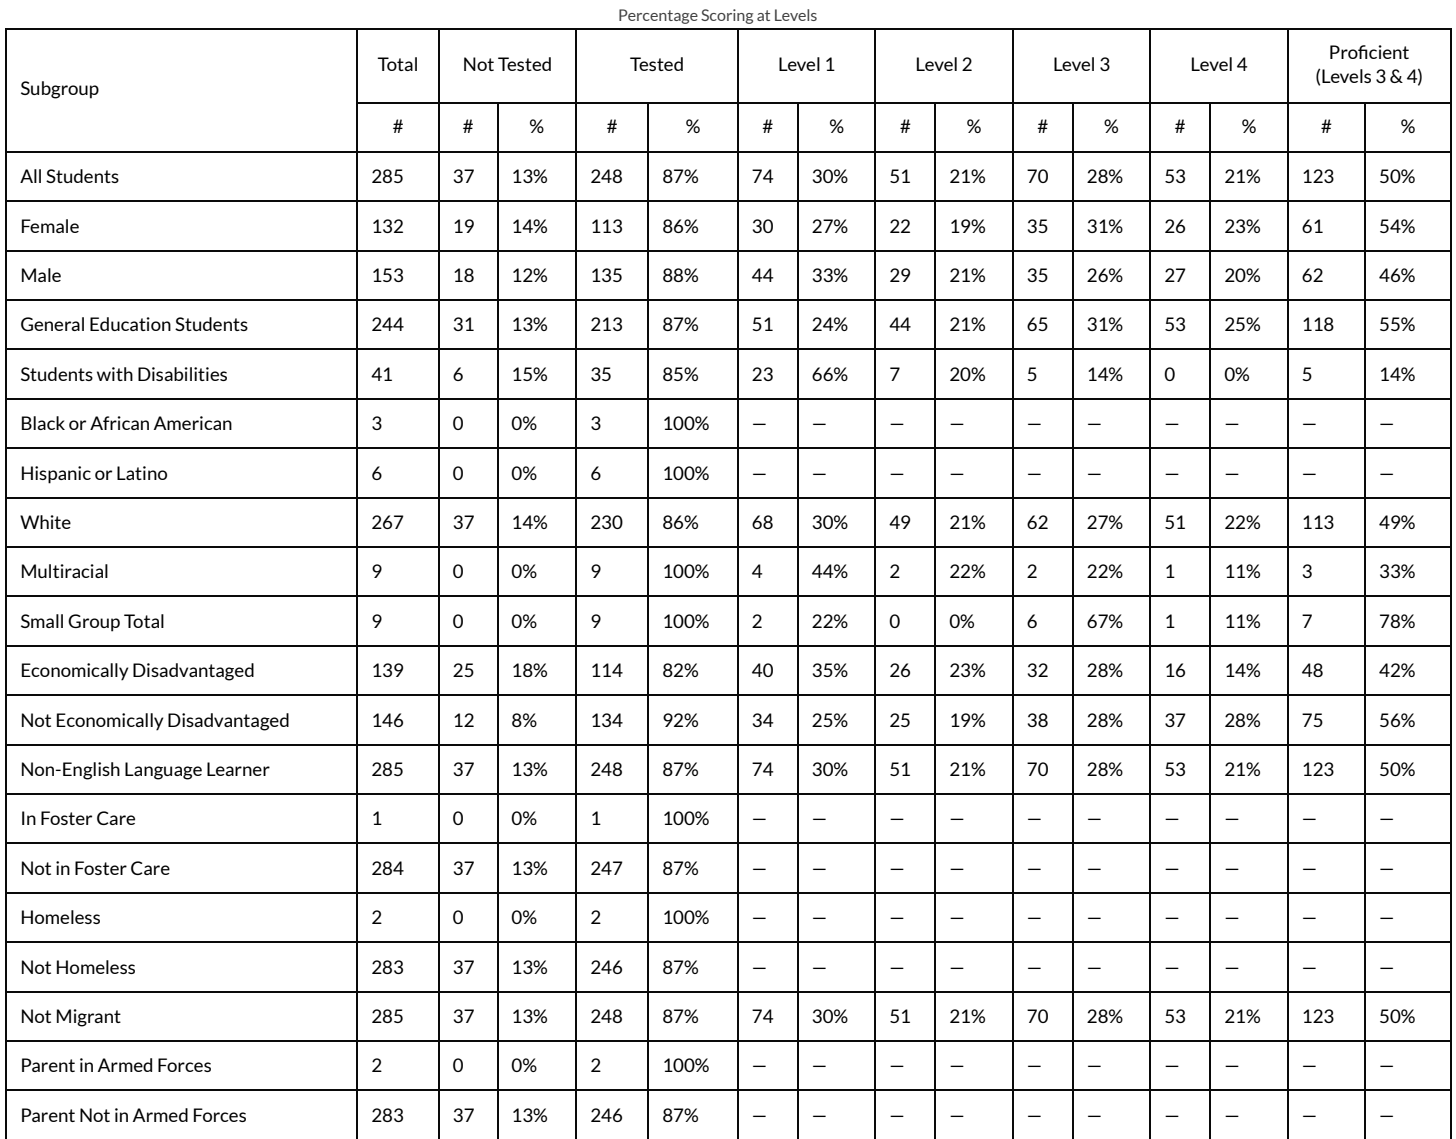 Percentage Scoring at Levels
Subgroup Total Not Tested Tested Level 1 Level 2 Level 3 Level 4 Proficient (Levels 3 & 4)
# # % # % # % # % # % # % # %
All Students 285 37 13% 248 87% 74 30% 51 21% 70 28% 53 21% 123 50%
Female 132 19 14% 113 86% 30 27% 22 19% 35 31% 26 23% 61 54%
Male 153 18 12% 135 88% 44 33% 29 21% 35 26% 27 20% 62 46%
General Education Students 244 31 13% 213 87% 51 24% 44 21% 65 31% 53 25% 118 55%
Students with Disabilities 41 6 15% 35 85% 23 66% 7 20% 5 14% 0 0% 5 14%
Black or African American 3 0 0% 3 100% — — — — — — — — — —
Hispanic or Latino 6 0 0% 6 100% — — — — — — — — — —
White 267 37 14% 230 86% 68 30% 49 21% 62 27% 51 22% 113 49%
Multiracial 9 0 0% 9 100% 4 44% 2 22% 2 22% 1 11% 3 33%
Small Group Total 9 0 0% 9 100% 2 22% 0 0% 6 67% 1 11% 7 78%
Economically Disadvantaged 139 25 18% 114 82% 40 35% 26 23% 32 28% 16 14% 48 42%
Not Economically Disadvantaged 146 12 8% 134 92% 34 25% 25 19% 38 28% 37 28% 75 56%
Non-English Language Learner 285 37 13% 248 87% 74 30% 51 21% 70 28% 53 21% 123 50%
In Foster Care 1 0 0% 1 100% — — — — — — — — — —
Not in Foster Care 284 37 13% 247 87% — — — — — — — — — —
Homeless 2 0 0% 2 100% — — — — — — — — — —
Not Homeless 283 37 13% 246 87% — — — — — — — — — —
Not Migrant 285 37 13% 248 87% 74 30% 51 21% 70 28% 53 21% 123 50%
Parent in Armed Forces 2 0 0% 2 100% — — — — — — — — — —
Parent Not in Armed Forces 283 37 13% 246 87% — — — — — — — — — —